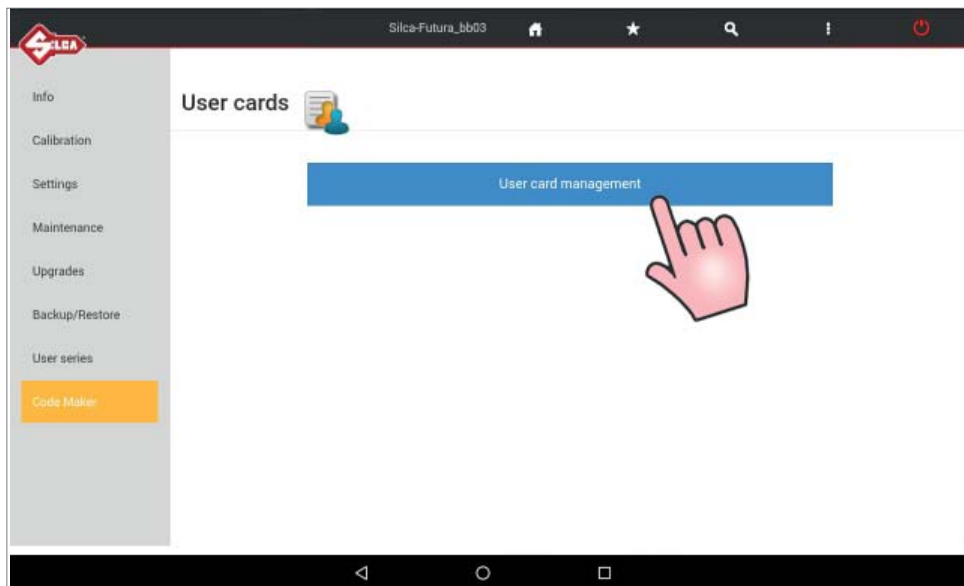 SILCA
Silca-Futura_bb03
Info
Calibration
Settings
Maintenance
Upgrades
Backup/Restore
User series
Code Maker
User cards
User card management